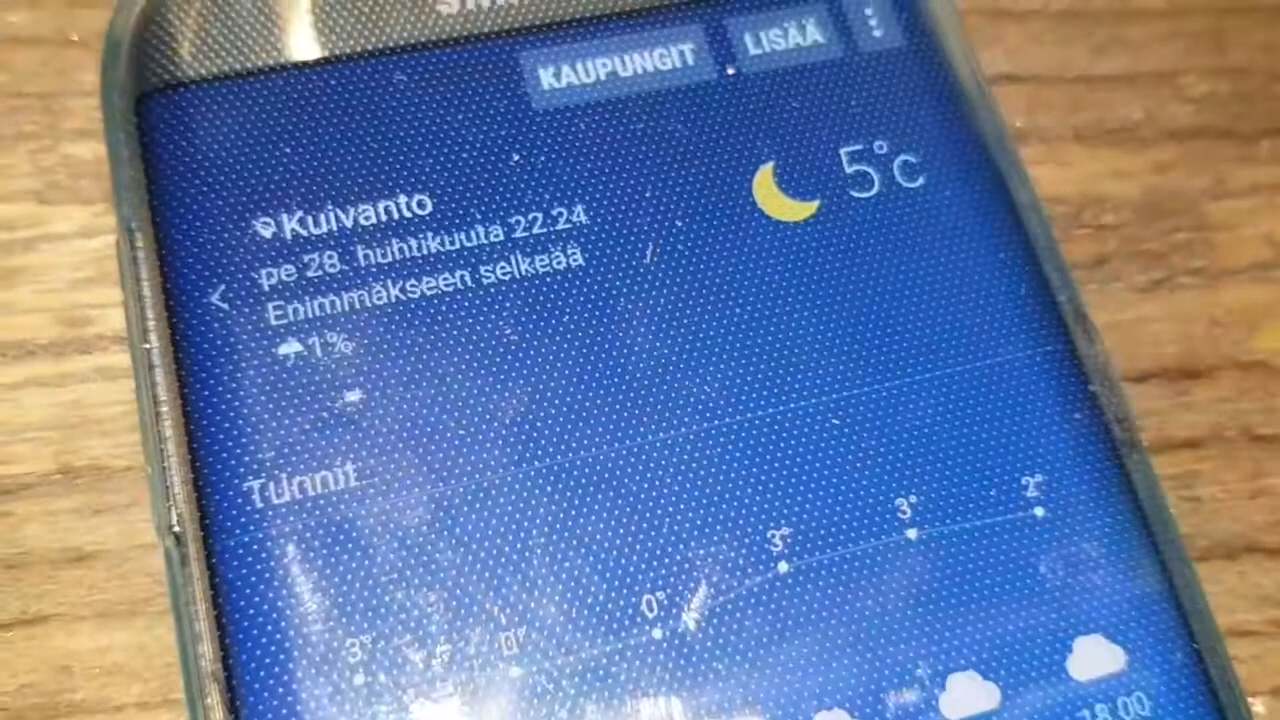 KAUPUNGIT LISÄÄ
5°C
Kuivanto
pe 28. huhtikuuta 22.24
Enimmäkseen selkeää
1%
Tunnit
3° 0° 0° 3° 3° 2°
18.00